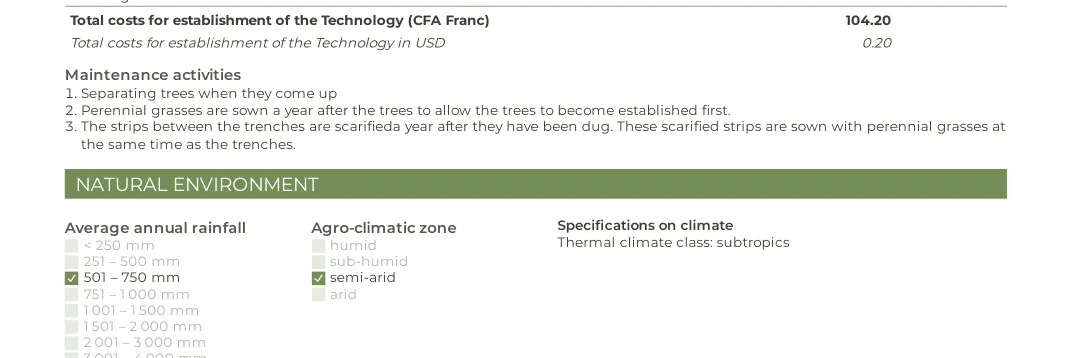 Total costs for establishment of the Technology (CFA Franc) 104.20
Total costs for establishment of the Technology in USD 0.20
Maintenance activities
1. Separating trees when they come up
2. Perennial grasses are sown a year after the trees to allow the trees to become established first.
3. The strips between the trenches are scarifieda year after they have been dug. These scarified strips are sown with perennial grasses at
the same time as the trenches.
NATURAL ENVIRONMENT
Average annual rainfall
< 250 mm
251 – 500 mm
501 – 750 mm
751 – 1 000 mm
1 001 – 1 500 mm
1 501 – 2 000 mm
2 001 – 3 000 mm
3 001 – 4 000 mm
Agro-climatic zone
humid
sub-humid
semi-arid
arid
Specifications on climate
Thermal climate class: subtropics